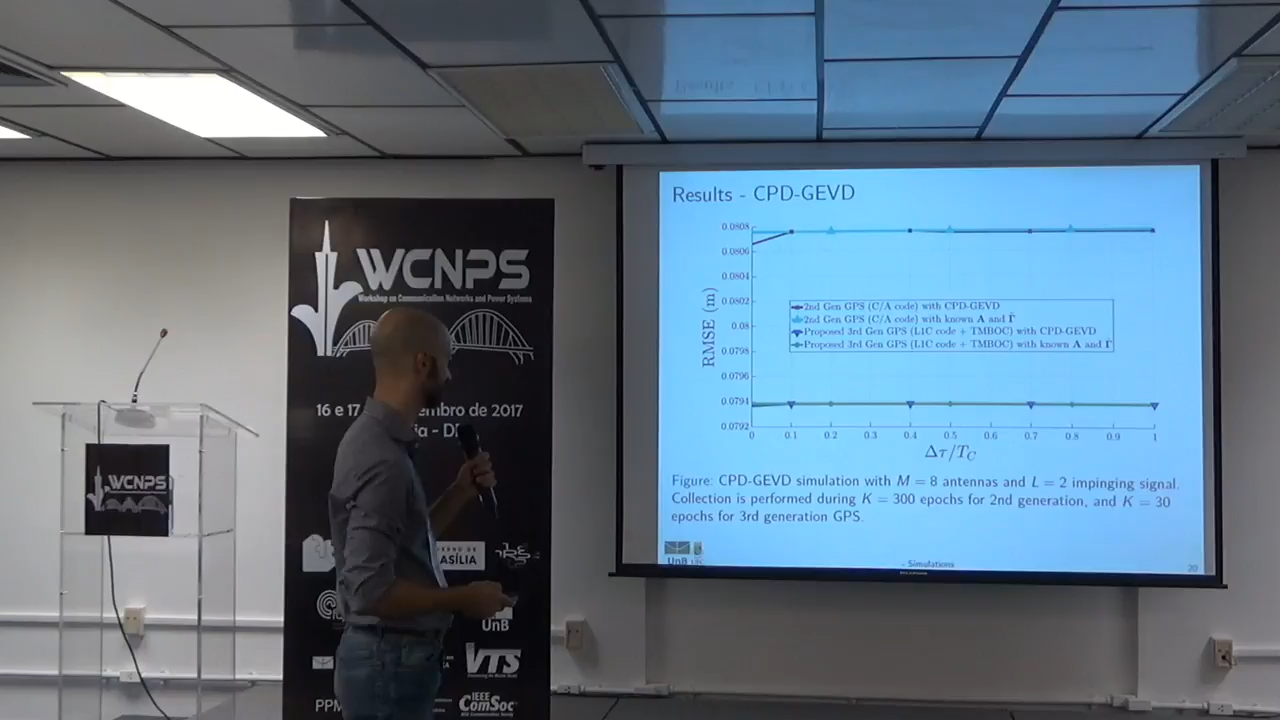 WCNPS
Workshop on Communication Networks and Power Systems
16 e 17
embro de 2017
- D
WCNPS
UnB
VTS
PPM
IEEE
ComSoc
Results - CPD-GEVD
0.0808
0.0806
0.0804
0.0802
0.08
0.0798
0.0796
0.0794
0.0792
RMSE (m)
2nd Gen GPS (C/A code) with CPD-GEVD
2nd Gen GPS (C/A code) with known A and Γ̃
Proposed 3rd Gen GPS (L1C code + TMBOC) with CPD-GEVD
Proposed 3rd Gen GPS (L1C code + TMBOC) with known A and Γ̃
0 0.1 0.2 0.3 0.4 0.5 0.6 0.7 0.8 0.9 1
Δτ/T_C
Figure: CPD-GEVD simulation with M = 8 antennas and L = 2 impinging signal.
Collection is performed during K = 300 epochs for 2nd generation, and K = 30
epochs for 3rd generation GPS.
UnB
- Simulations
20